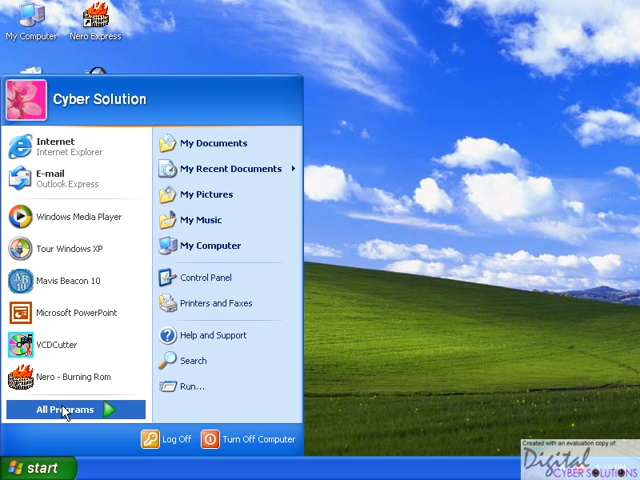 My Computer
Nero Express
Cyber Solution
Internet
Internet Explorer
E-mail
Outlook Express
Windows Media Player
Tour Windows XP
Mavis Beacon 10
Microsoft PowerPoint
VCDCutter
Nero - Burning Rom
All Programs
My Documents
My Recent Documents
My Pictures
My Music
My Computer
Control Panel
Printers and Faxes
Help and Support
Search
Run...
Log Off
Turn Off Computer
start
Created with an evaluation copy of:
Digital
CYBER SOLUTIONS